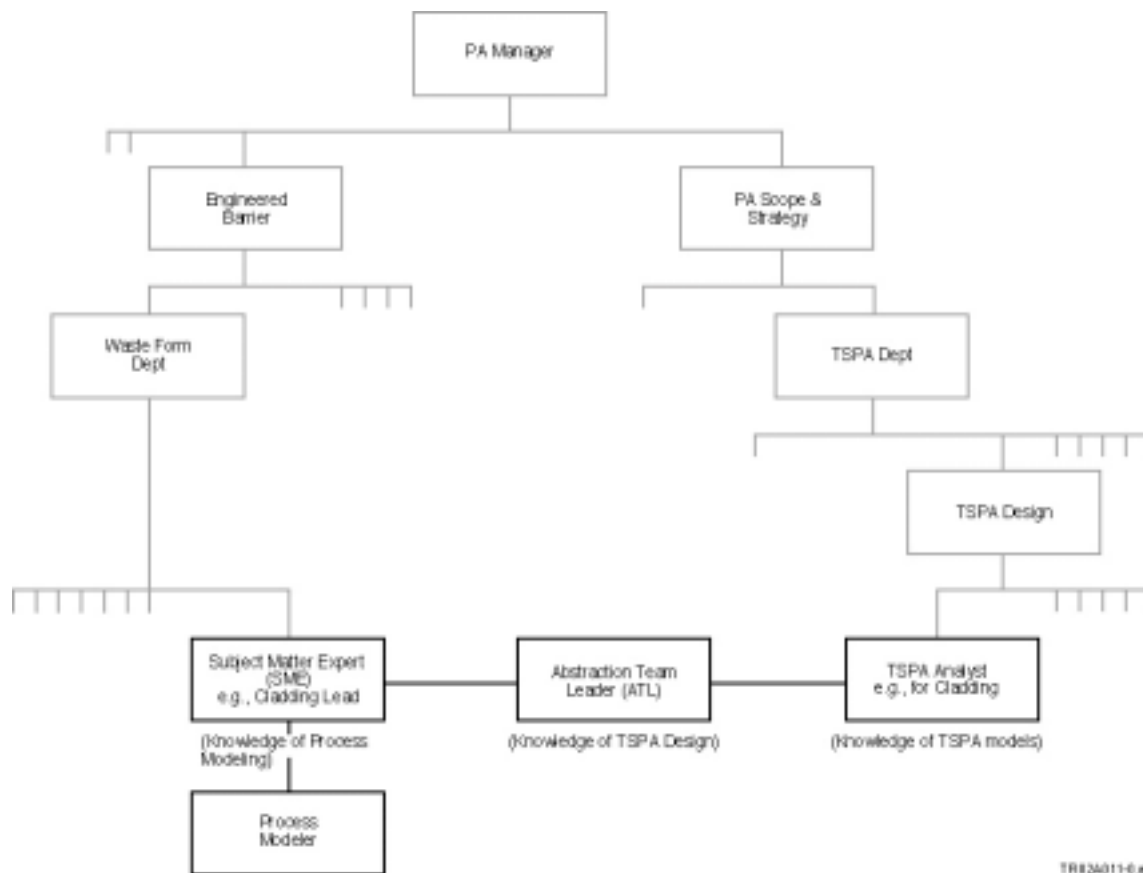 PA Manager
Engineered
Barrier
PA Scope &
Strategy
Waste Form
Dept
TSPA Dept
TSPA Design
Subject Matter Expert
(SME)
e.g., Cladding Lead
Abstraction Team
Leader (ATL)
TSPA Analyst
e.g., for Cladding
(Knowledge of Process
Modeling)
(Knowledge of TSPA Design)
(Knowledge of TSPA models)
Process
Modeler